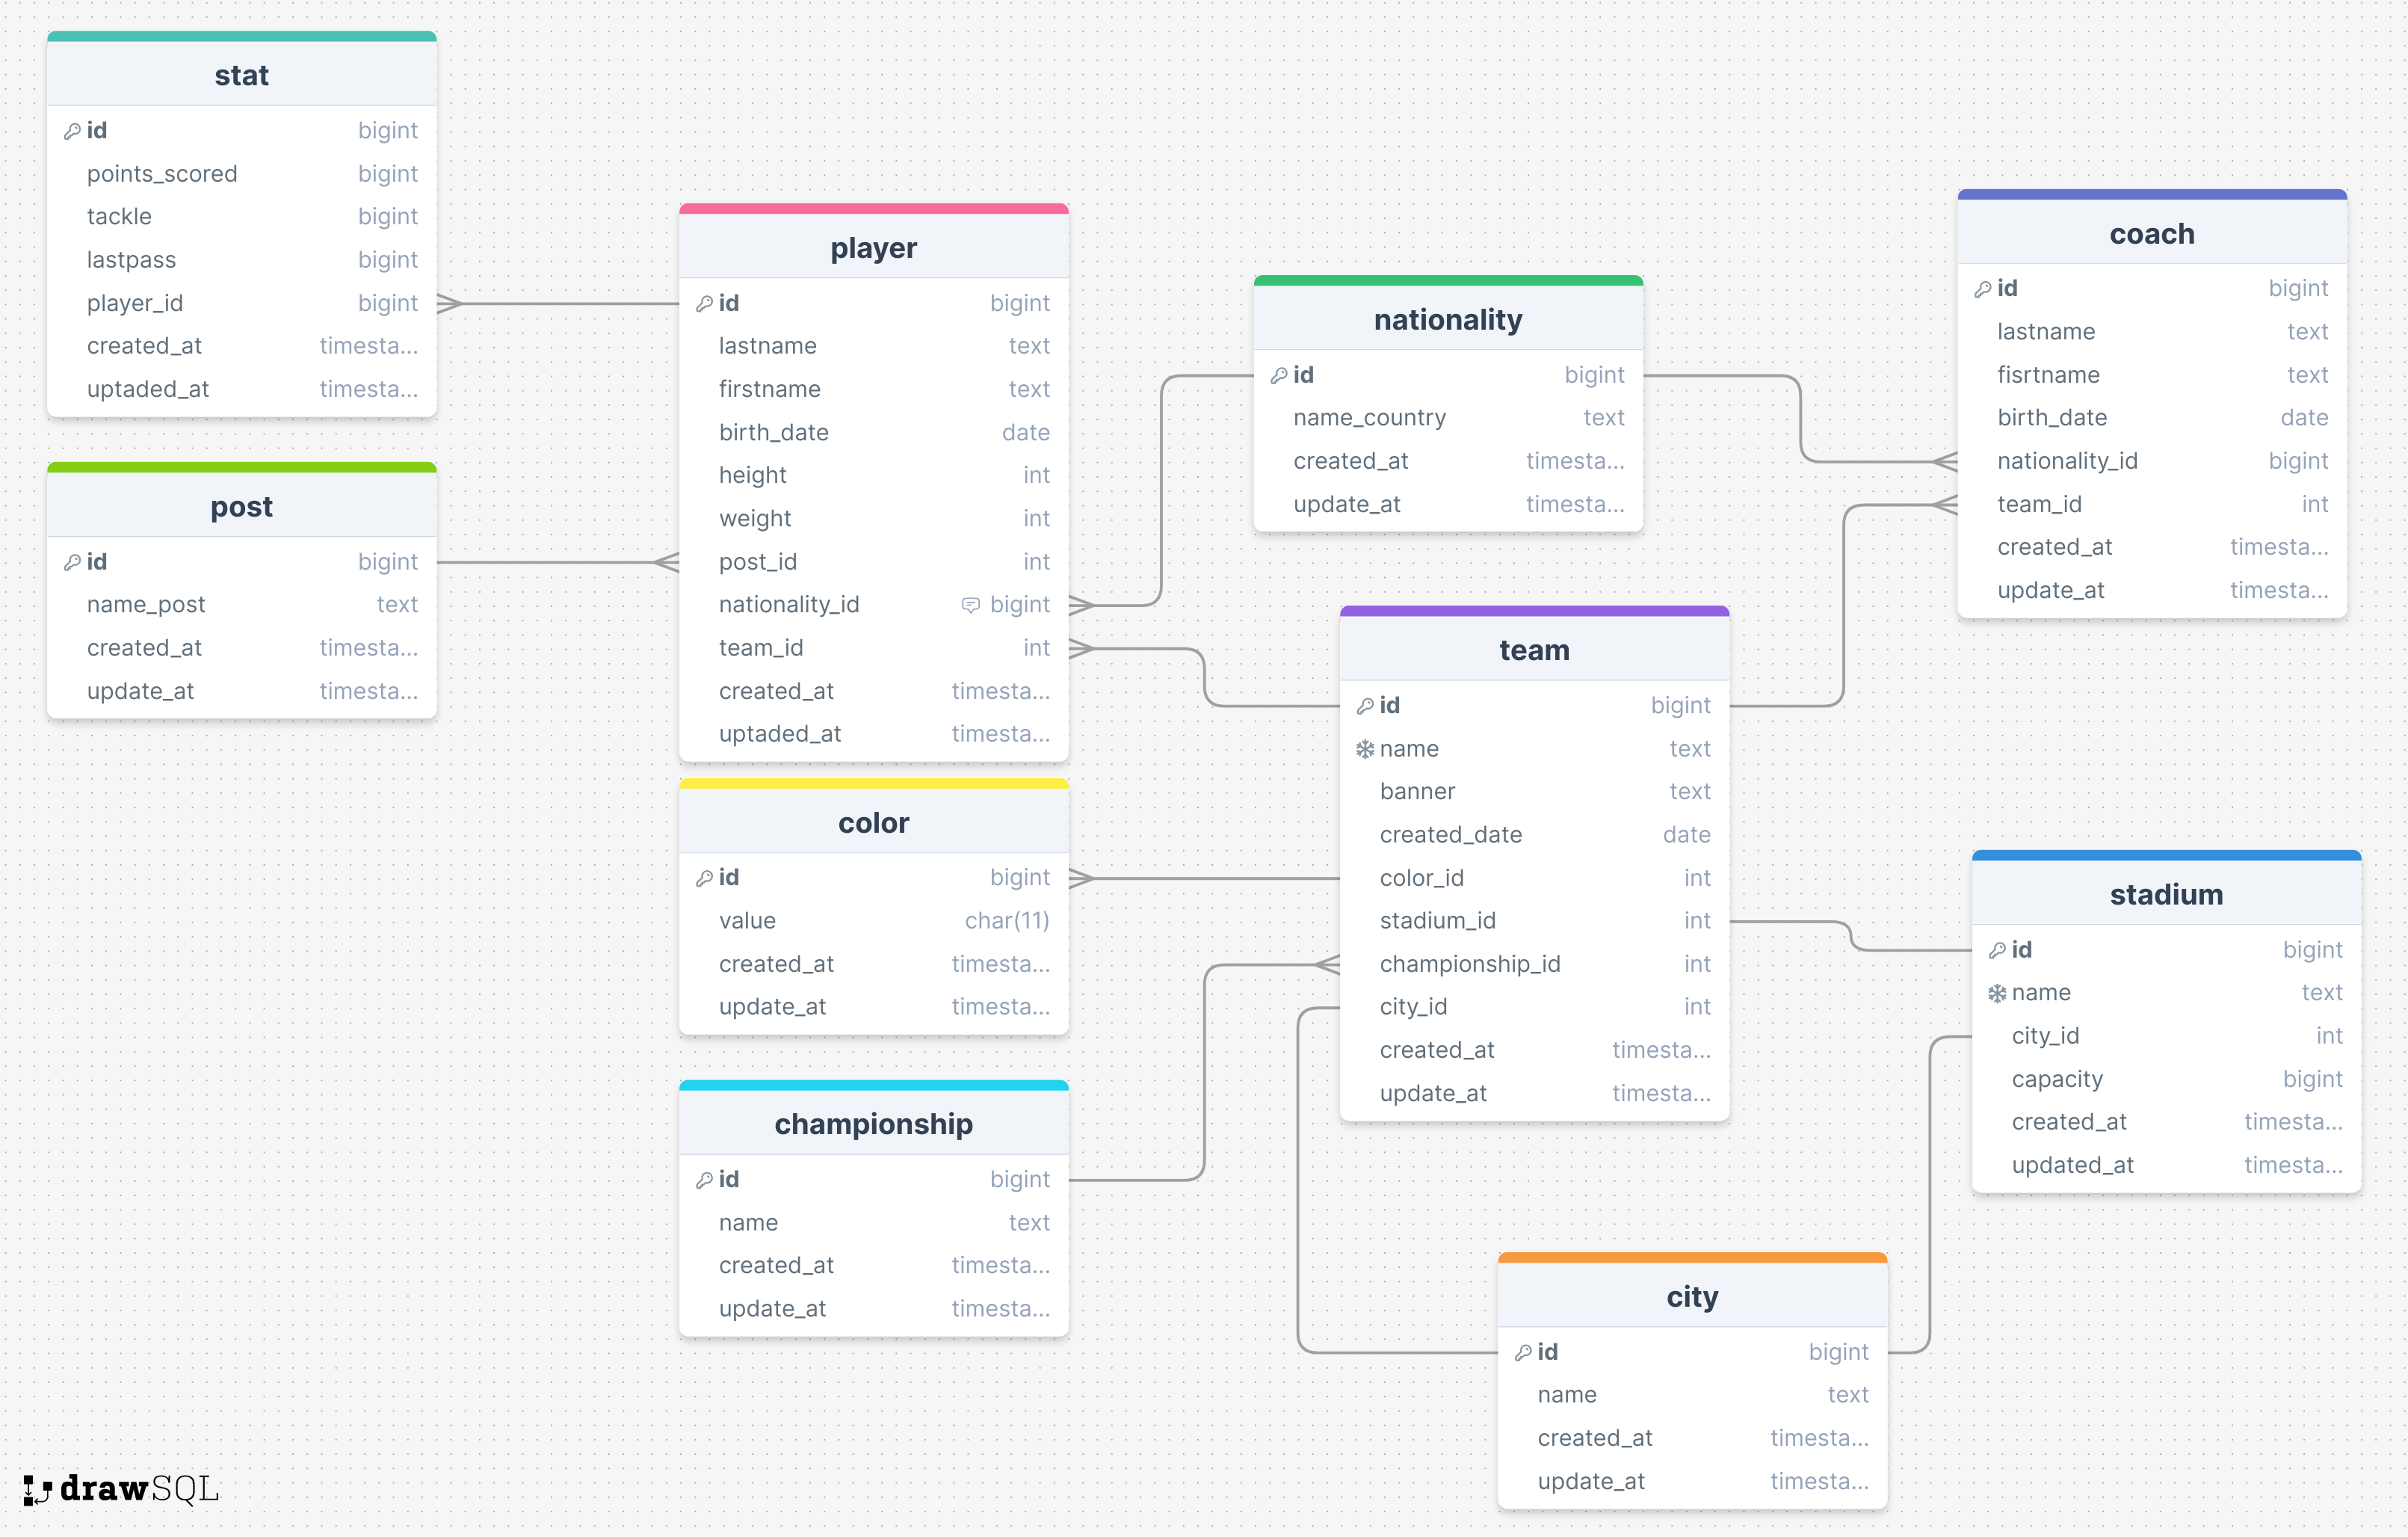 stat
id bigint
points_scored bigint
tackle bigint
lastpass bigint
player_id bigint
created_at timesta...
uptaded_at timesta...
post
id bigint
name_post text
created_at timesta...
update_at timesta...
player
id bigint
lastname text
firstname text
birth_date date
height int
weight int
post_id int
nationality_id bigint
team_id int
created_at timesta...
uptaded_at timesta...
color
id bigint
value char(11)
created_at timesta...
update_at timesta...
championship
id bigint
name text
created_at timesta...
update_at timesta...
nationality
id bigint
name_country text
created_at timesta...
update_at timesta...
team
id bigint
name text
banner text
created_date date
color_id int
stadium_id int
championship_id int
city_id int
created_at timesta...
update_at timesta...
city
id bigint
name text
created_at timesta...
update_at timesta...
coach
id bigint
lastname text
fisrtname text
birth_date date
nationality_id bigint
team_id int
created_at timesta...
update_at timesta...
stadium
id bigint
name text
city_id int
capacity bigint
created_at timesta...
updated_at timesta...
drawSQL